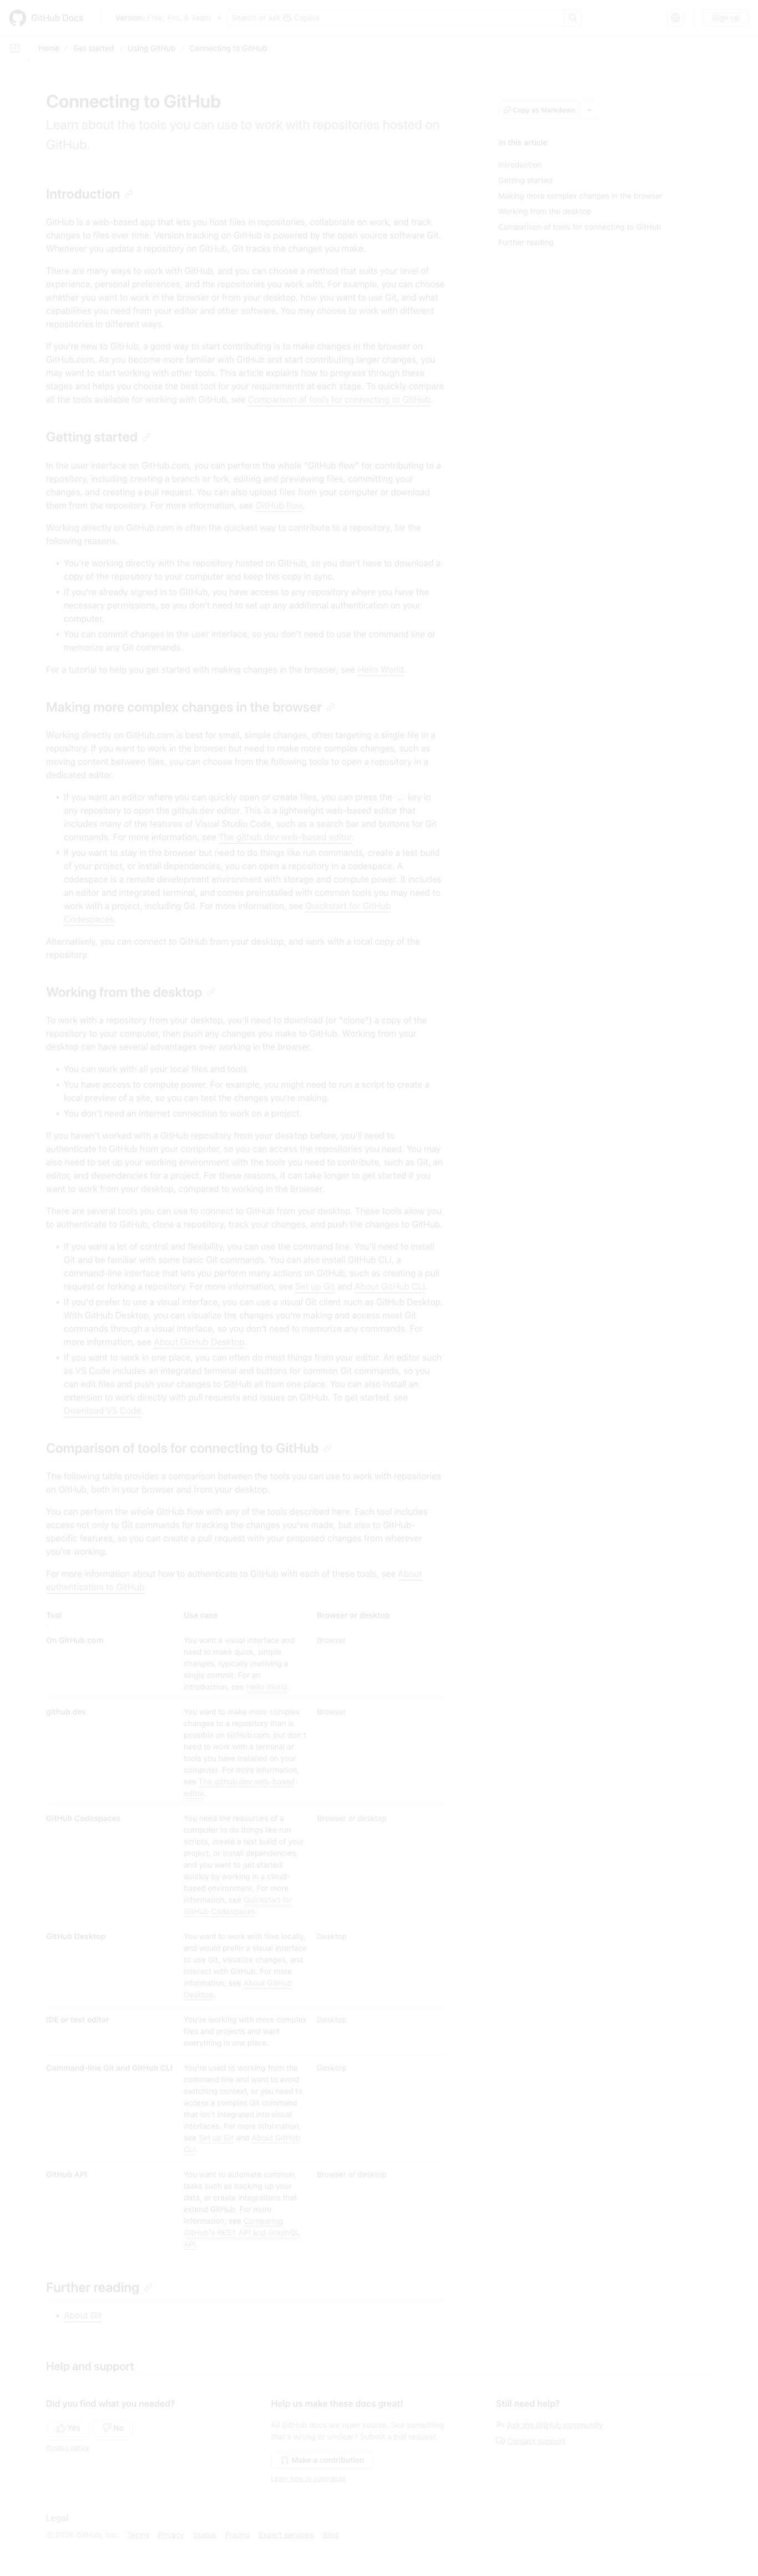 GitHub Docs
Version: Free, Pro, & Team
Search or ask Copilot
Sign up
Home / Get started / Using GitHub / Connecting to GitHub
Connecting to GitHub
Learn about the tools you can use to work with repositories hosted on
GitHub.
Copy as Markdown
In this article
Introduction
Getting started
Making more complex changes in the browser
Working from the desktop
Comparison of tools for connecting to GitHub
Further reading
Introduction
GitHub is a web-based app that lets you host files in repositories, collaborate on work, and track
changes to files over time. Version tracking on GitHub is powered by the open source software Git.
Whenever you update a repository on GitHub, Git tracks the changes you make.
There are many ways to work with GitHub, and you can choose a method that suits your level of
experience, personal preferences, and the repositories you work with. For example, you can choose
whether you want to work in the browser or from your desktop, how you want to use Git, and what
capabilities you need from your editor and other software. You may choose to work with different
repositories in different ways.
If you're new to GitHub, a good way to start contributing is to make changes in the browser on
GitHub.com. As you become more familiar with GitHub and start contributing larger changes, you
may want to start working with other tools. This article explains how to progress through these
stages and helps you choose the best tool for your requirements at each stage. To quickly compare
all the tools available for working with GitHub, see Comparison of tools for connecting to GitHub.
Getting started
In the user interface on GitHub.com, you can perform the whole "GitHub flow" for contributing to a
repository, including creating a branch or fork, editing and previewing files, committing your
changes, and creating a pull request. You can also upload files from your computer or download
them from the repository. For more information, see GitHub flow.
Working directly on GitHub.com is often the quickest way to contribute to a repository, for the
following reasons.
• You're working directly with the repository hosted on GitHub, so you don't have to download a
copy of the repository to your computer and keep this copy in sync.
• If you're already signed in to GitHub, you have access to any repository where you have the
necessary permissions, so you don't need to set up any additional authentication on your
computer.
• You can commit changes in the user interface, so you don't need to use the command line or
memorize any Git commands.
For a tutorial to help you get started with making changes in the browser, see Hello World.
Making more complex changes in the browser
Working directly on GitHub.com is best for small, simple changes, often targeting a single file in a
repository. If you want to work in the browser but need to make more complex changes, such as
moving content between files, you can choose from the following tools to open a repository in a
dedicated editor.
• If you want an editor where you can quickly open or create files, you can press the . key in
any repository to open the github.dev editor. This is a lightweight web-based editor that
includes many of the features of Visual Studio Code, such as a search bar and buttons for Git
commands. For more information, see The github.dev web-based editor.
• If you want to stay in the browser but need to do things like run commands, create a test build
of your project, or install dependencies, you can open a repository in a codespace. A
codespace is a remote development environment with storage and compute power. It includes
an editor and integrated terminal, and comes preinstalled with common tools you may need to
work with a project, including Git. For more information, see Quickstart for GitHub
Codespaces.
Alternatively, you can connect to GitHub from your desktop, and work with a local copy of the
repository.
Working from the desktop
To work with a repository from your desktop, you'll need to download (or "clone") a copy of the
repository to your computer, then push any changes you make to GitHub. Working from your
desktop can have several advantages over working in the browser.
• You can work with all your local files and tools.
• You have access to compute power. For example, you might need to run a script to create a
local preview of a site, so you can test the changes you're making.
• You don't need an Internet connection to work on a project.
If you haven't worked with a GitHub repository from your desktop before, you'll need to
authenticate to GitHub from your computer, so you can access the repositories you need. You may
also need to set up your working environment with the tools you need to contribute, such as Git, an
editor, and dependencies for a project. For these reasons, it can take longer to get started if you
want to work from your desktop, compared to working in the browser.
There are several tools you can use to connect to GitHub from your desktop. These tools allow you
to authenticate to GitHub, clone a repository, track your changes, and push the changes to GitHub.
• If you want a lot of control and flexibility, you can use the command line. You'll need to install
Git and be familiar with some basic Git commands. You can also install GitHub CLI, a
command-line interface that lets you perform many actions on GitHub, such as creating a pull
request or forking a repository. For more information, see Set up Git and About GitHub CLI.
• If you'd prefer to use a visual interface, you can use a visual Git client such as GitHub Desktop.
With GitHub Desktop, you can visualize the changes you're making and access most Git
commands through a visual interface, so you don't need to memorize any commands. For
more information, see About GitHub Desktop.
• If you want to work in one place, you can often do most things from your editor. An editor such
as VS Code includes an integrated terminal and buttons for common Git commands, so you
can edit files and push your changes to GitHub all from one place. You can also install an
extension to work directly with pull requests and issues on GitHub. To get started, see
Download VS Code.
Comparison of tools for connecting to GitHub
The following table provides a comparison between the tools you can use to work with repositories
on GitHub, both in your browser and from your desktop.
You can perform the whole GitHub flow with any of the tools described here. Each tool includes
access not only to Git commands for tracking the changes you've made, but also to GitHub-
specific features, so you can create a pull request with your proposed changes from wherever
you're working.
For more information about how to authenticate to GitHub with each of these tools, see About
authentication to GitHub.
Tool Use case Browser or desktop
On GitHub.com You want a visual interface and Browser
need to make quick, simple
changes, typically involving a
single commit. For an
introduction, see Hello World.
github.dev You want to make more complex Browser
changes to a repository than is
possible on GitHub.com, but don't
need to work with a terminal or
tools you have installed on your
computer. For more information,
see The github.dev web-based
editor.
GitHub Codespaces You need the resources of a Browser or desktop
computer to do things like run
scripts, create a test build of your
project, or install dependencies,
and you want to get started
quickly by working in a cloud-
based environment. For more
information, see Quickstart for
GitHub Codespaces.
GitHub Desktop You want to work with files locally, Desktop
and would prefer a visual interface
to use Git, visualize changes, and
interact with GitHub. For more
information, see About GitHub
Desktop.
IDE or text editor You're working with more complex Desktop
files and projects and want
everything in one place.
Command-line Git and GitHub CLI You're used to working from the Desktop
command line and want to avoid
switching context, or you need to
access a complex Git command
that isn't integrated into visual
interfaces. For more information,
see Set up Git and About GitHub
CLI.
GitHub API You want to automate common Browser or desktop
tasks such as backing up your
data, or create integrations that
extend GitHub. For more
information, see Comparing
GitHub's REST API and GraphQL
API.
Further reading
• About Git
Help and support
Did you find what you needed?
Yes No
Privacy policy
Help us make these docs great!
All GitHub docs are open source. See something
that's wrong or unclear? Submit a pull request.
Make a contribution
Learn how to contribute
Still need help?
Ask the GitHub community
Contact support
Legal
© 2026 GitHub, Inc. Terms Privacy Status Pricing Expert services Blog